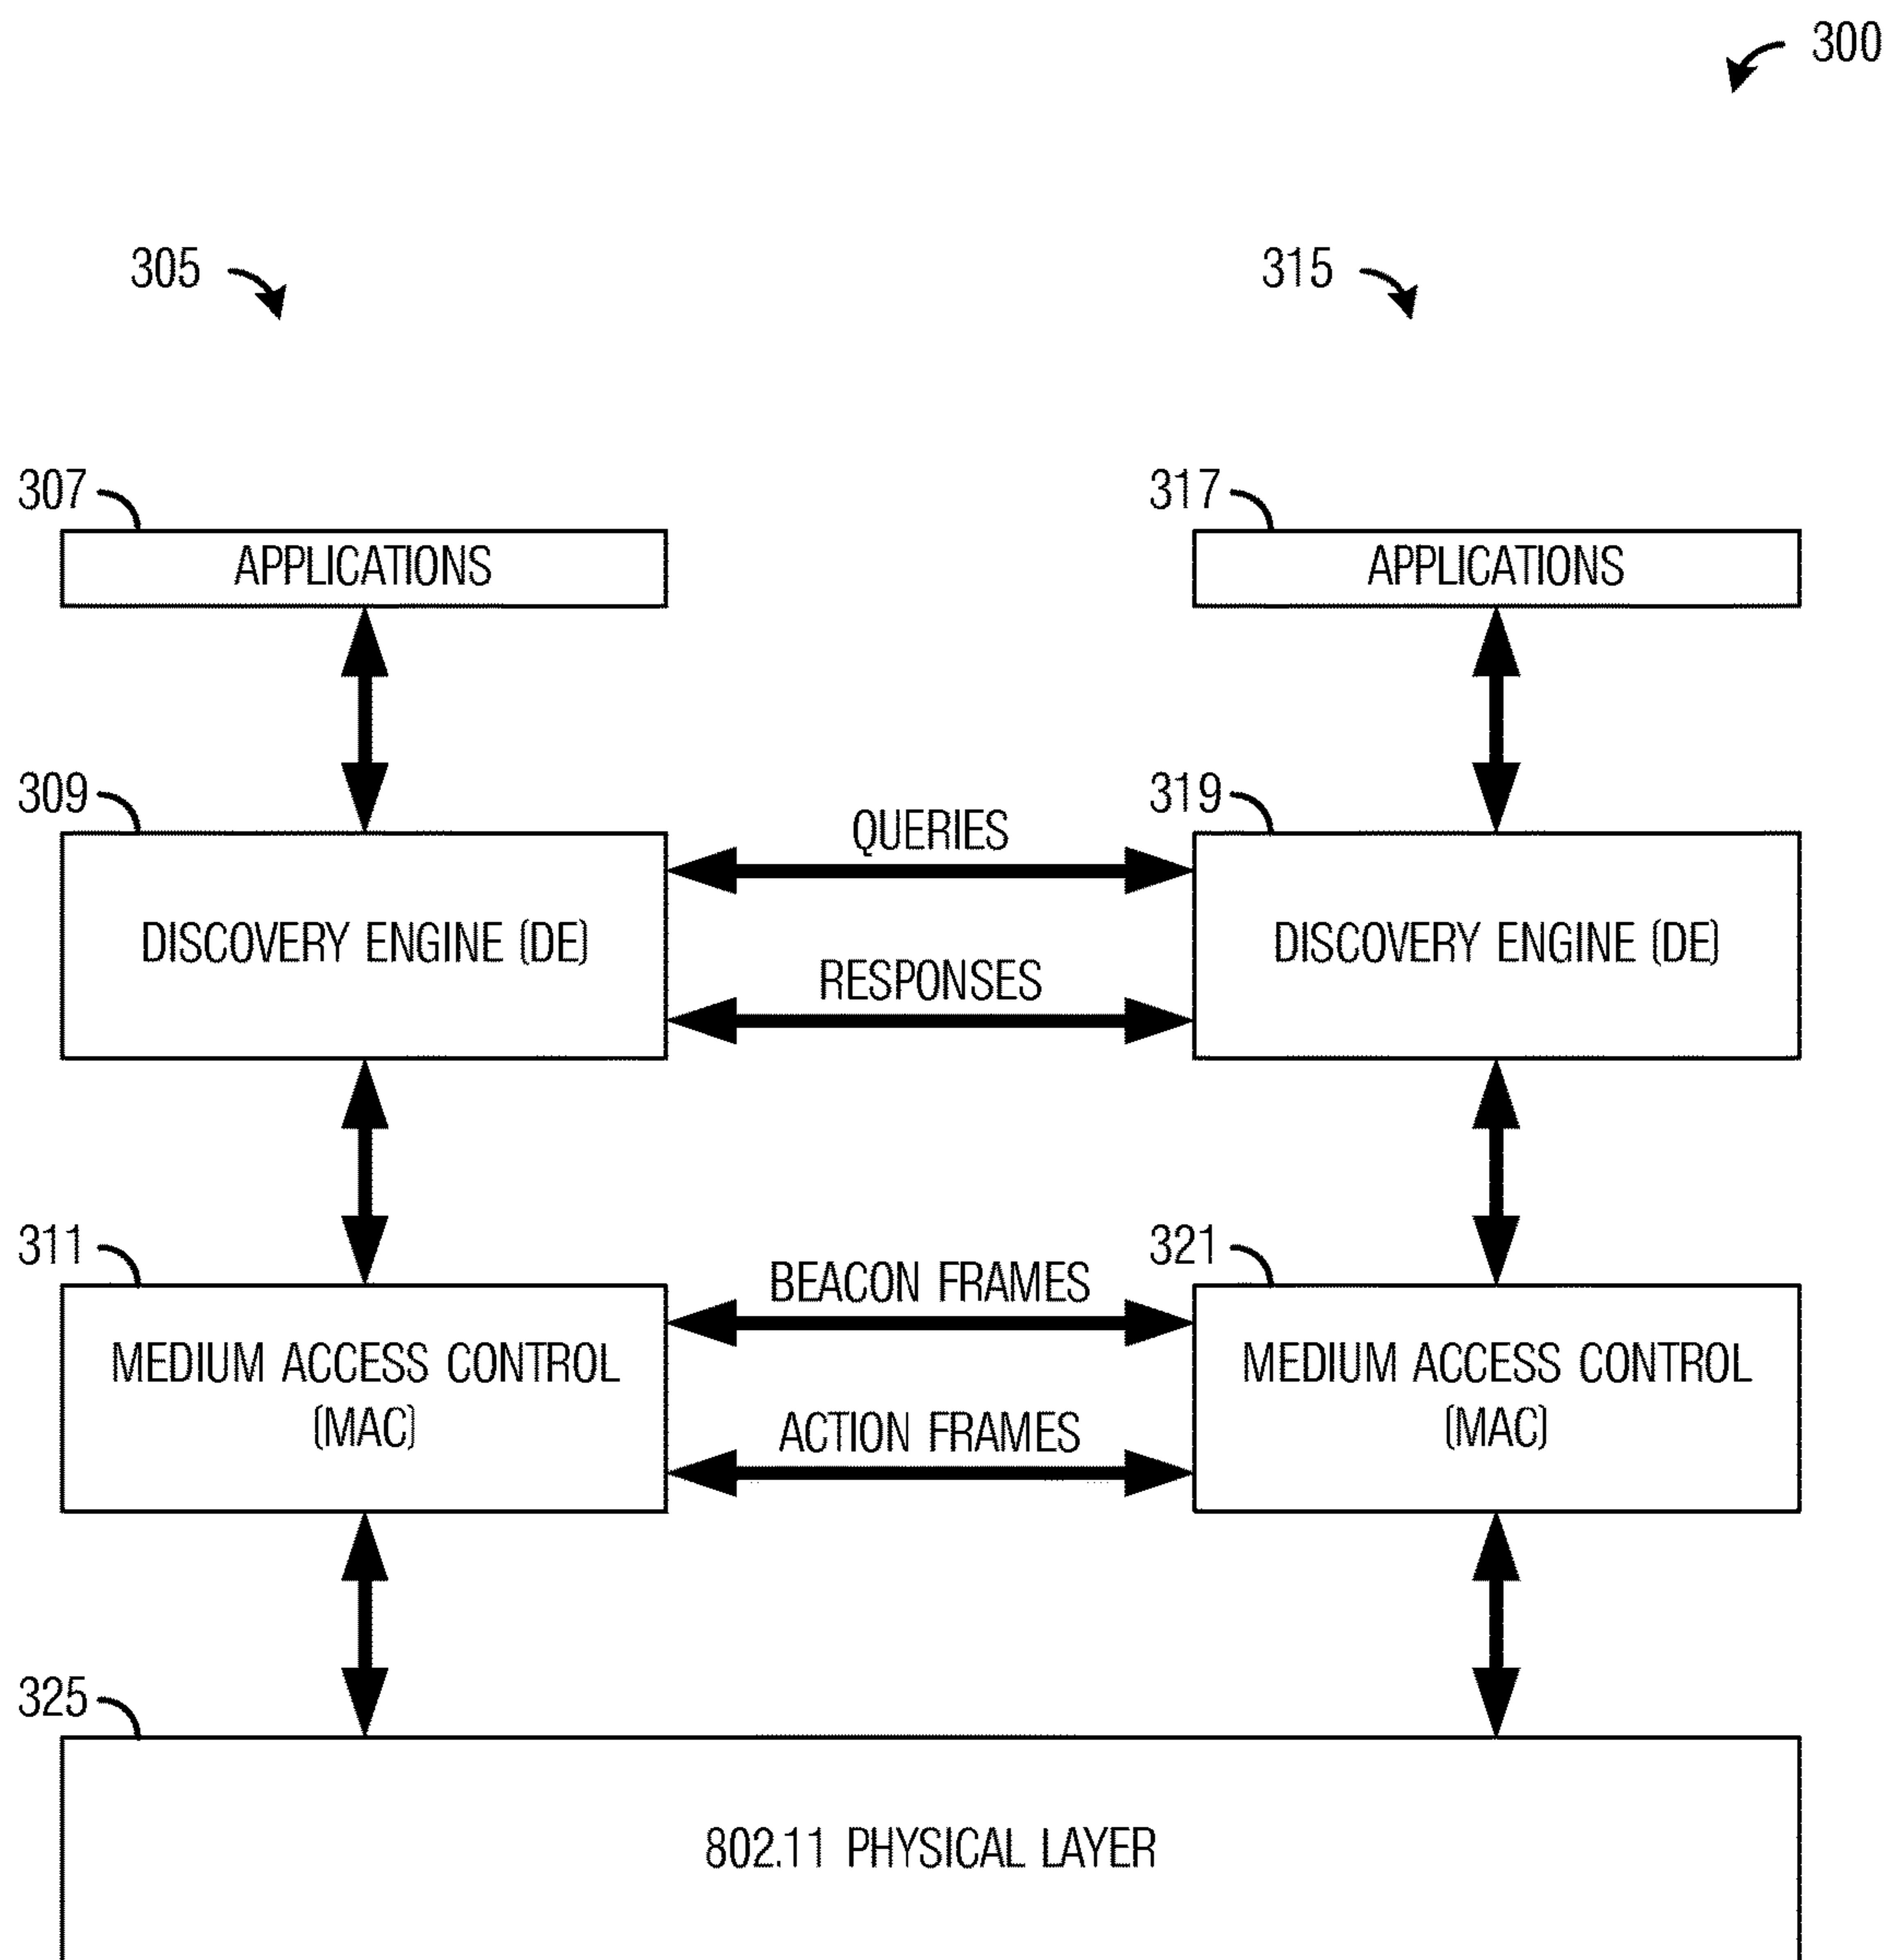 300
305
315
307
317
APPLICATIONS
APPLICATIONS
309
319
QUERIES
DISCOVERY ENGINE (DE)
DISCOVERY ENGINE (DE)
RESPONSES
311
321
BEACON FRAMES
MEDIUM ACCESS CONTROL
(MAC)
MEDIUM ACCESS CONTROL
(MAC)
ACTION FRAMES
325
802.11 PHYSICAL LAYER